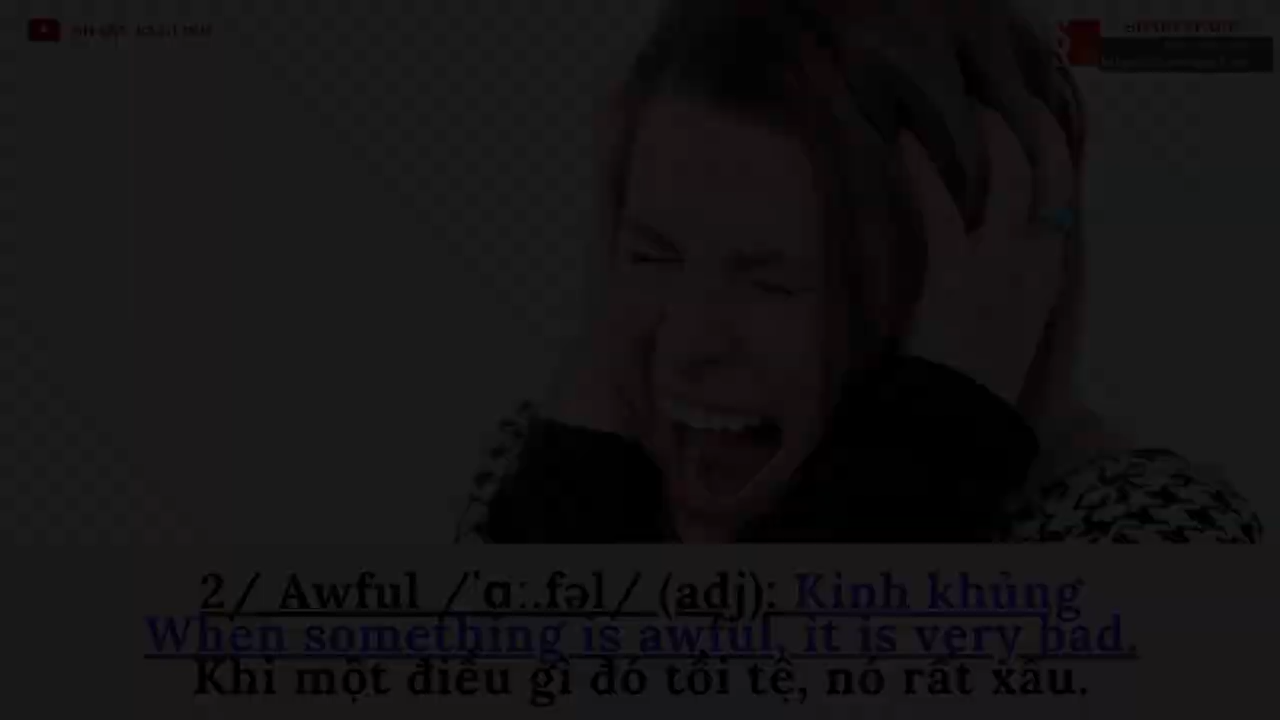 2/ Awful /ˈɑː.fəl/ (adj): Kinh khủng
When something is awful, it is very bad.
Khi một điều gì đó tồi tệ, nó rất xấu.